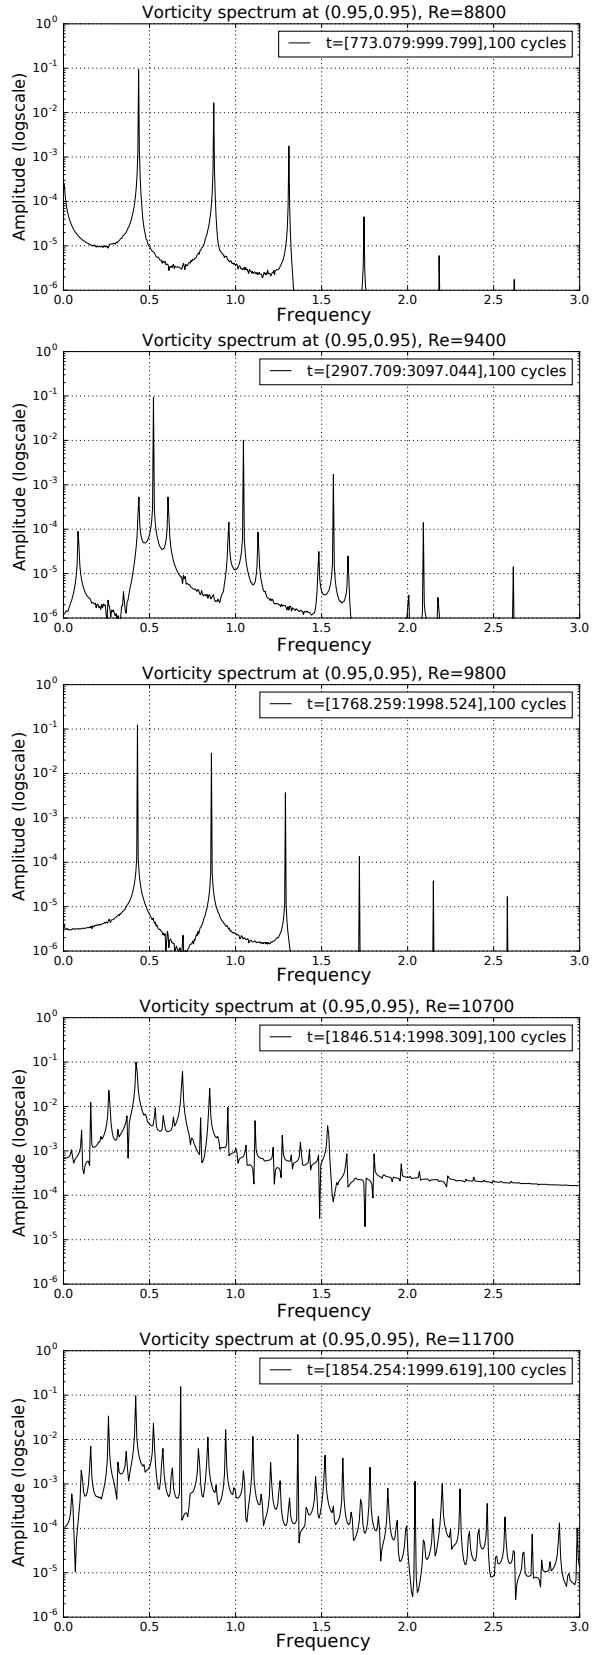 Vorticity spectrum at (0.95,0.95), Re=8800
t=[773.079:999.799],100 cycles
Amplitude (logscale)
10^0
10^-1
10^-2
10^-3
10^-4
10^-5
10^-6
0.0 0.5 1.0 1.5 2.0 2.5 3.0
Frequency
Vorticity spectrum at (0.95,0.95), Re=9400
t=[2907.709:3097.044],100 cycles
Amplitude (logscale)
10^0
10^-1
10^-2
10^-3
10^-4
10^-5
10^-6
0.0 0.5 1.0 1.5 2.0 2.5 3.0
Frequency
Vorticity spectrum at (0.95,0.95), Re=9800
t=[1768.259:1998.524],100 cycles
Amplitude (logscale)
10^0
10^-1
10^-2
10^-3
10^-4
10^-5
10^-6
0.0 0.5 1.0 1.5 2.0 2.5 3.0
Frequency
Vorticity spectrum at (0.95,0.95), Re=10700
t=[1846.514:1998.309],100 cycles
Amplitude (logscale)
10^0
10^-1
10^-2
10^-3
10^-4
10^-5
10^-6
0.0 0.5 1.0 1.5 2.0 2.5 3.0
Frequency
Vorticity spectrum at (0.95,0.95), Re=11700
t=[1854.254:1999.619],100 cycles
Amplitude (logscale)
10^0
10^-1
10^-2
10^-3
10^-4
10^-5
10^-6
0.0 0.5 1.0 1.5 2.0 2.5 3.0
Frequency